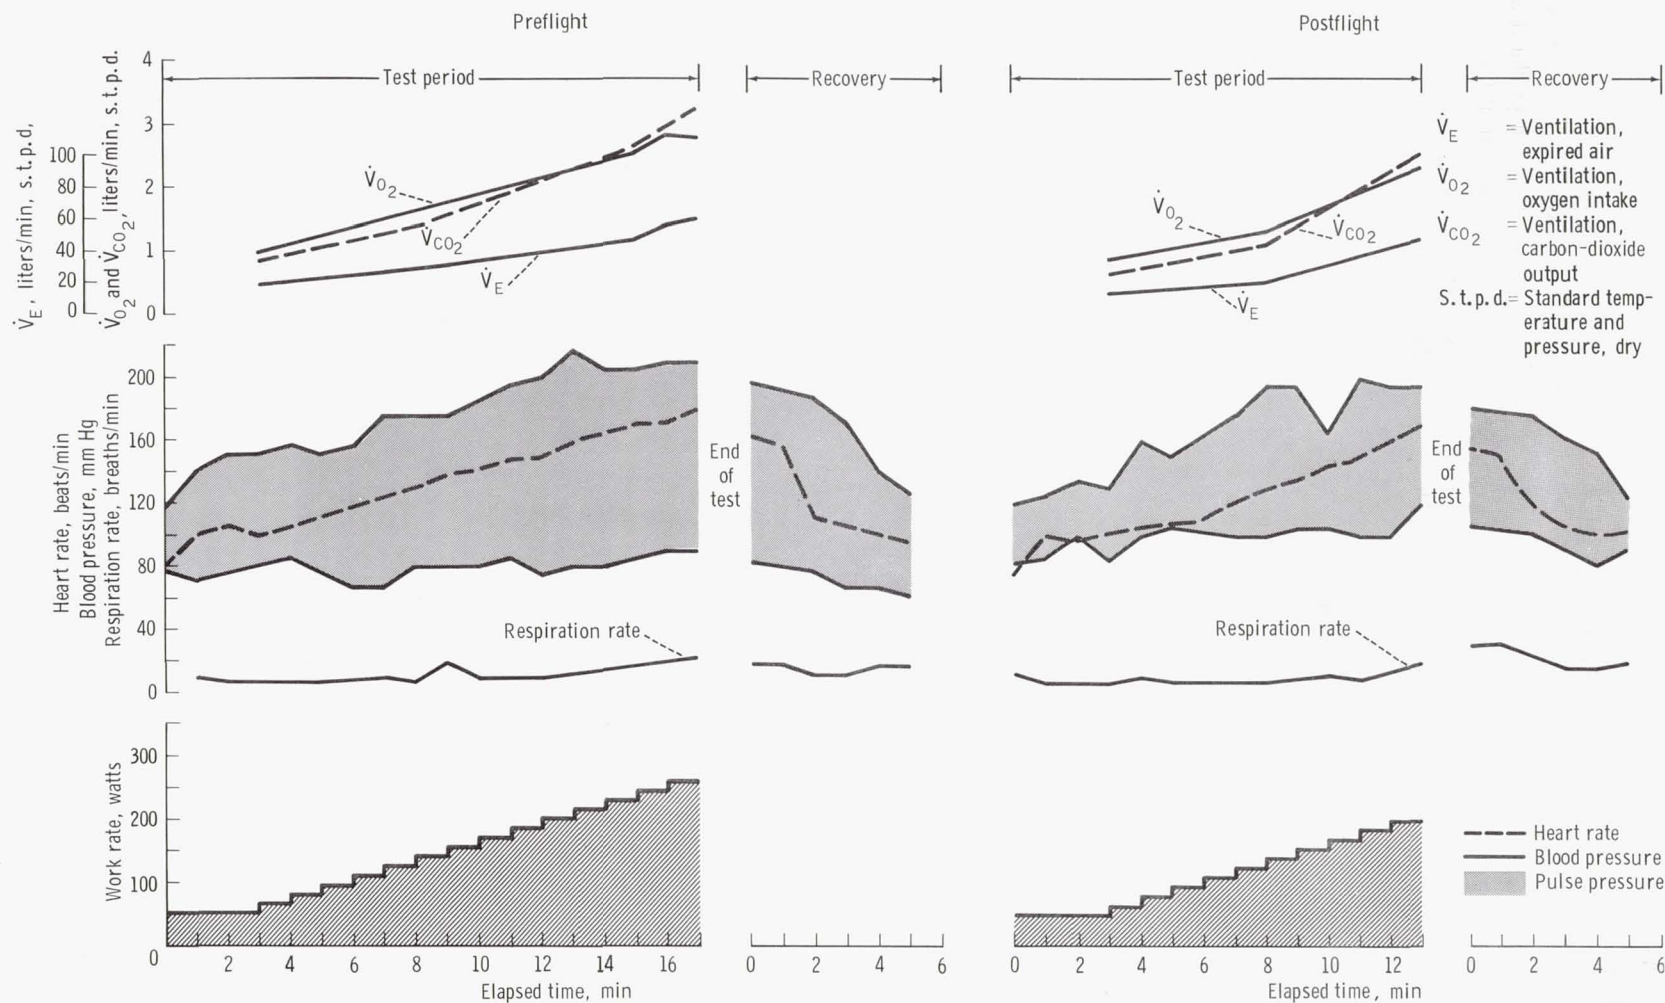 Preflight
Postflight
Test period
Recovery
Test period
Recovery
V̇E, liters/min, s.t.p.d,
V̇O2 and V̇CO2, liters/min, s.t.p.d.
100
80
60
40
20
0
4
3
2
1
0
V̇O2
V̇CO2
V̇E
V̇O2
V̇CO2
V̇E
V̇E = Ventilation,
expired air
V̇O2 = Ventilation,
oxygen intake
V̇CO2 = Ventilation,
carbon-dioxide
output
S.t.p.d. = Standard temp-
erature and
pressure, dry
Heart rate, beats/min
Blood pressure, mm Hg
Respiration rate, breaths/min
200
160
120
80
40
0
End
of
test
End
of
test
Respiration rate
Respiration rate
Work rate, watts
300
200
100
0
Heart rate
Blood pressure
Pulse pressure
2 4 6 8 10 12 14 16
0 2 4 6
0 2 4 6 8 10 12
0 2 4 6
Elapsed time, min
Elapsed time, min